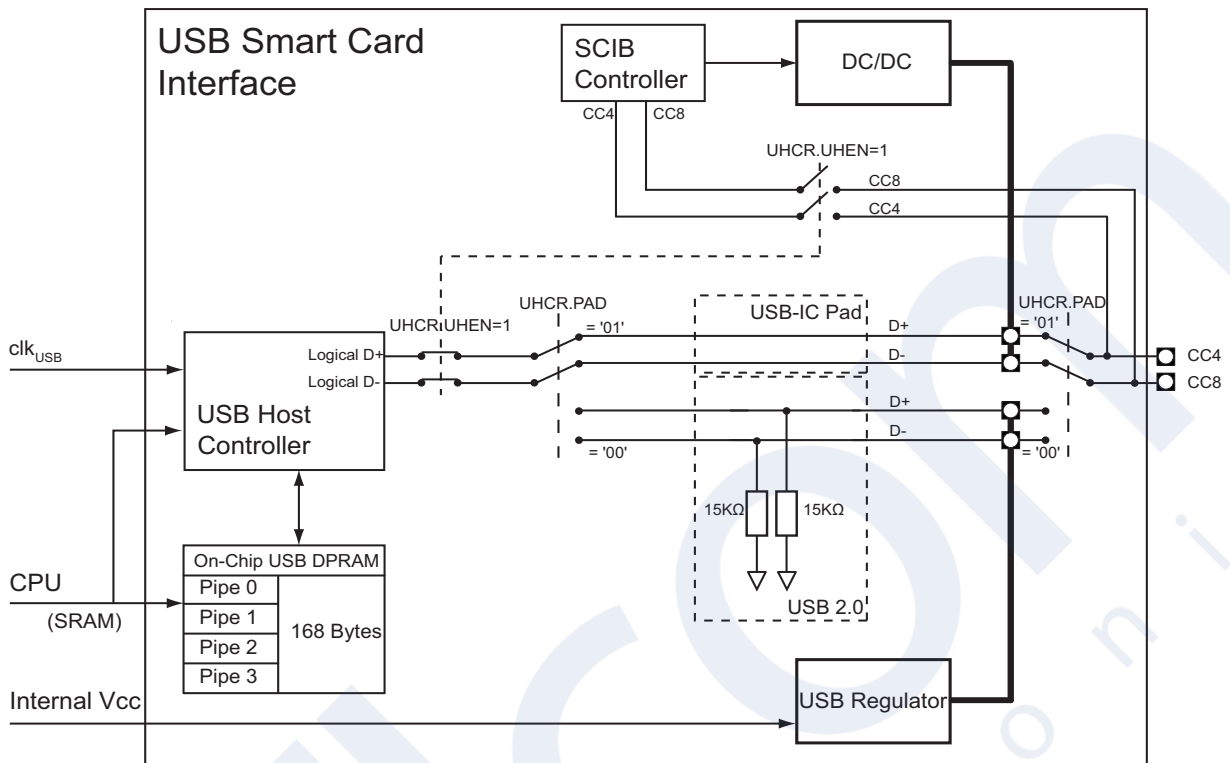 USB Smart Card
Interface
SCIB
Controller
DC/DC
CC4
CC8
UHCR.UHEN=1
CC8
CC4
UHCR.PAD
USB-IC Pad
UHCR.PAD
UHCR.UHEN=1
= '01'
D+
= '01'
clkUSB
Logical D+
D-
CC4
Logical D-
CC8
USB Host
Controller
D+
D-
= '00'
= '00'
15KΩ
15KΩ
On-Chip USB DPRAM
CPU
Pipe 0
(SRAM)
Pipe 1
168 Bytes
USB 2.0
Pipe 2
Pipe 3
Internal Vcc
USB Regulator